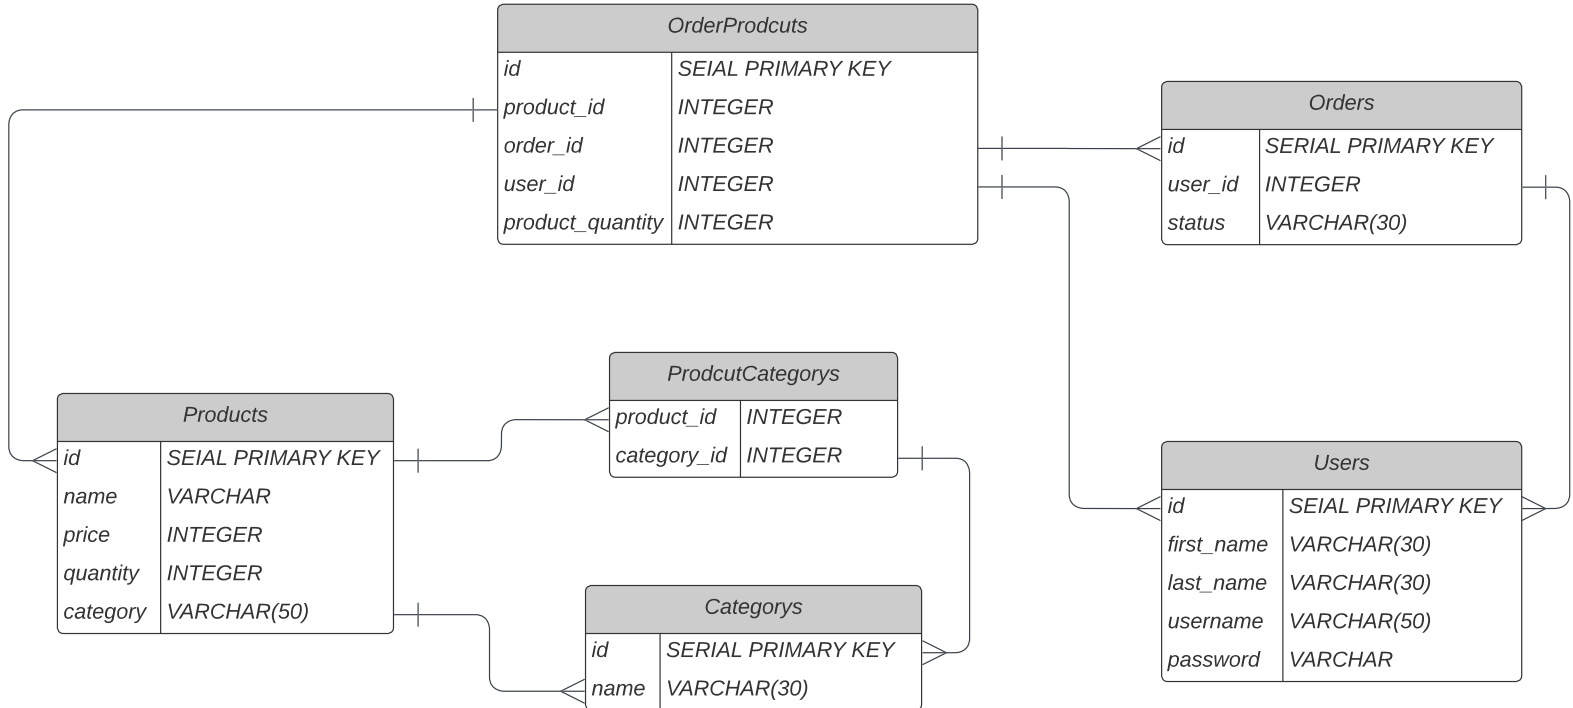 OrderProdcuts
id SEIAL PRIMARY KEY
product_id INTEGER
order_id INTEGER
user_id INTEGER
product_quantity INTEGER
Orders
id SERIAL PRIMARY KEY
user_id INTEGER
status VARCHAR(30)
ProdcutCategorys
product_id INTEGER
category_id INTEGER
Products
id SEIAL PRIMARY KEY
name VARCHAR
price INTEGER
quantity INTEGER
category VARCHAR(50)
Users
id SEIAL PRIMARY KEY
first_name VARCHAR(30)
last_name VARCHAR(30)
username VARCHAR(50)
password VARCHAR
Categorys
id SERIAL PRIMARY KEY
name VARCHAR(30)